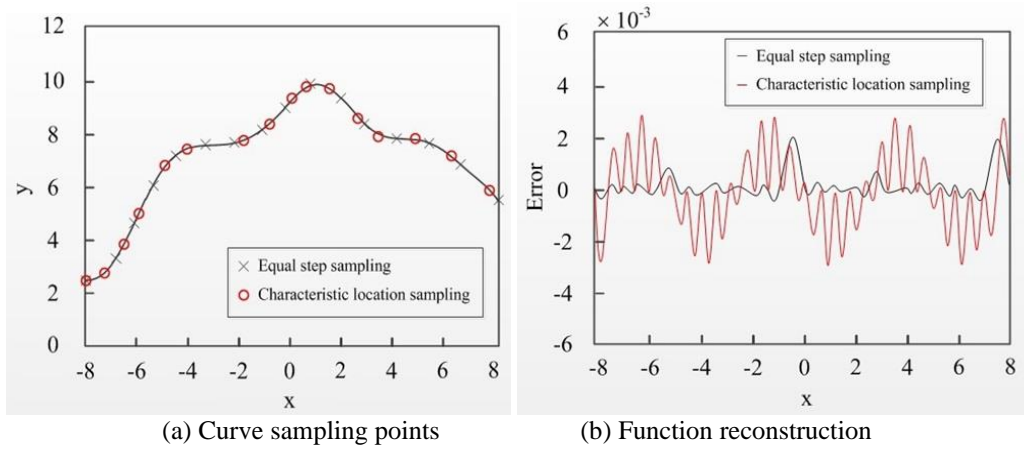 12
10
8
6
4
2
0
y
-8 -6 -4 -2 0 2 4 6 8
x
× Equal step sampling
Characteristic location sampling
× 10⁻³
6
4
2
0
-2
-4
-6
Error
-8 -6 -4 -2 0 2 4 6 8
x
Equal step sampling
Characteristic location sampling
(a) Curve sampling points
(b) Function reconstruction